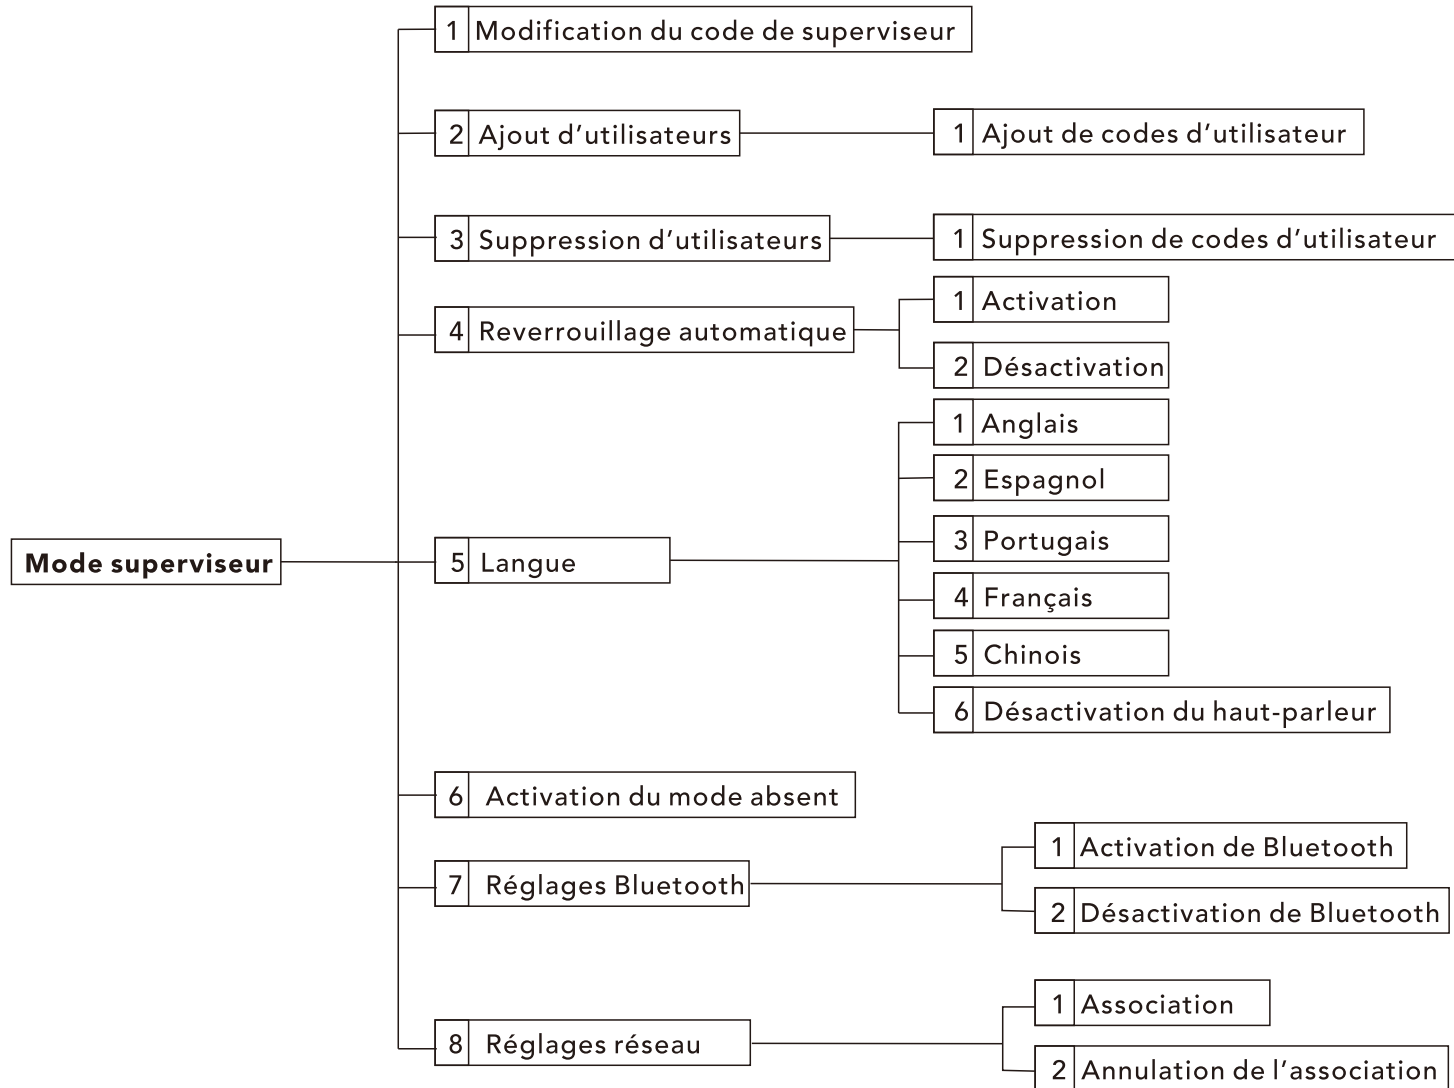 1 Modification du code de superviseur
2 Ajout d’utilisateurs
1 Ajout de codes d’utilisateur
3 Suppression d’utilisateurs
1 Suppression de codes d’utilisateur
4 Reverrouillage automatique
1 Activation
2 Désactivation
Mode superviseur
5 Langue
1 Anglais
2 Espagnol
3 Portugais
4 Français
5 Chinois
6 Désactivation du haut-parleur
6 Activation du mode absent
7 Réglages Bluetooth
1 Activation de Bluetooth
2 Désactivation de Bluetooth
8 Réglages réseau
1 Association
2 Annulation de l’association